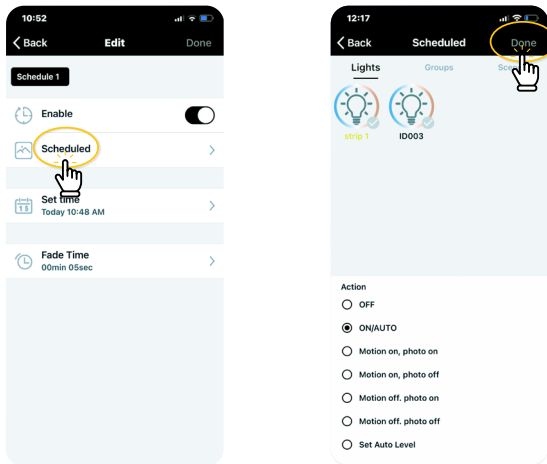 10:52
Back Edit Done
Schedule 1
Enable
Scheduled
Set time
15
Today 10:48 AM
Fade Time
00min 05sec
12:17
Back Scheduled Done
Lights Groups
strip 1 ID003
Action
OFF
ON/AUTO
Motion on, photo on
Motion on, photo off
Motion off. photo on
Motion off. photo off
Set Auto Level